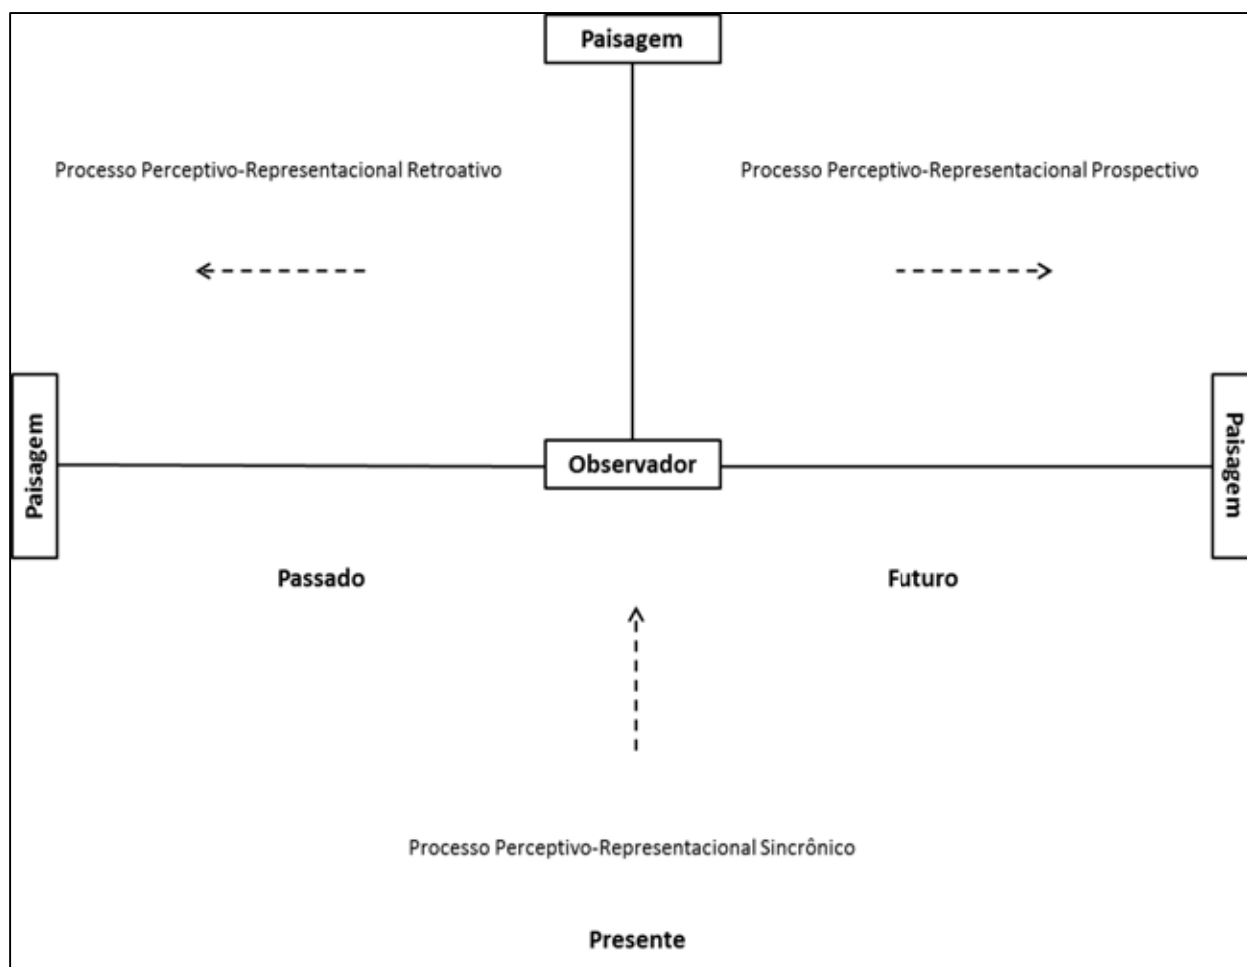 Paisagem
Processo Perceptivo-Representacional Retroativo
Processo Perceptivo-Representacional Prospectivo
Paisagem
Observador
Paisagem
Passado
Futuro
Processo Perceptivo-Representacional Sincrônico
Presente